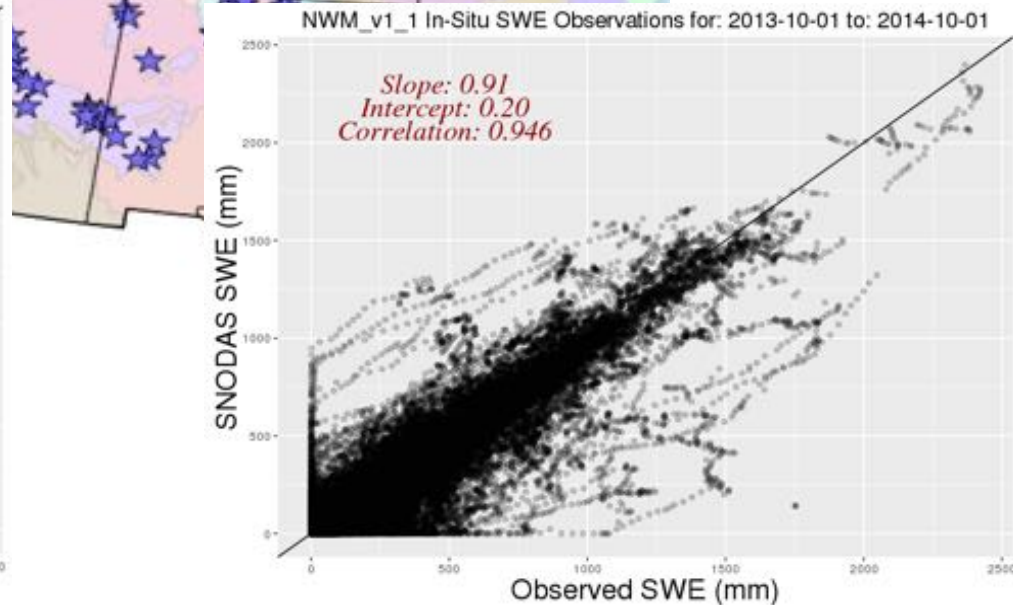 NWM_v1_1 In-Situ SWE Observations for: 2013-10-01 to: 2014-10-01
Slope: 0.91
Intercept: 0.20
Correlation: 0.946
SNODAS SWE (mm)
2500
2000
1500
1000
500
0
0 500 1000 1500 2000 2500
Observed SWE (mm)